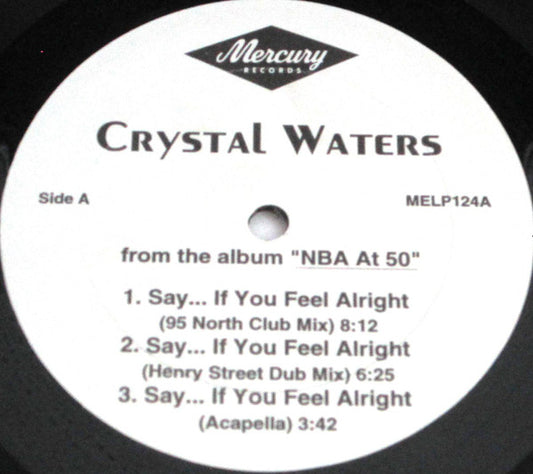 Mercury
RECORDS
CRYSTAL WATERS
Side A
MELP124A
from the album "NBA At 50"
1. Say... If You Feel Alright
(95 North Club Mix) 8:12
2. Say... If You Feel Alright
(Henry Street Dub Mix) 6:25
3. Say... If You Feel Alright
(Acapella) 3:42